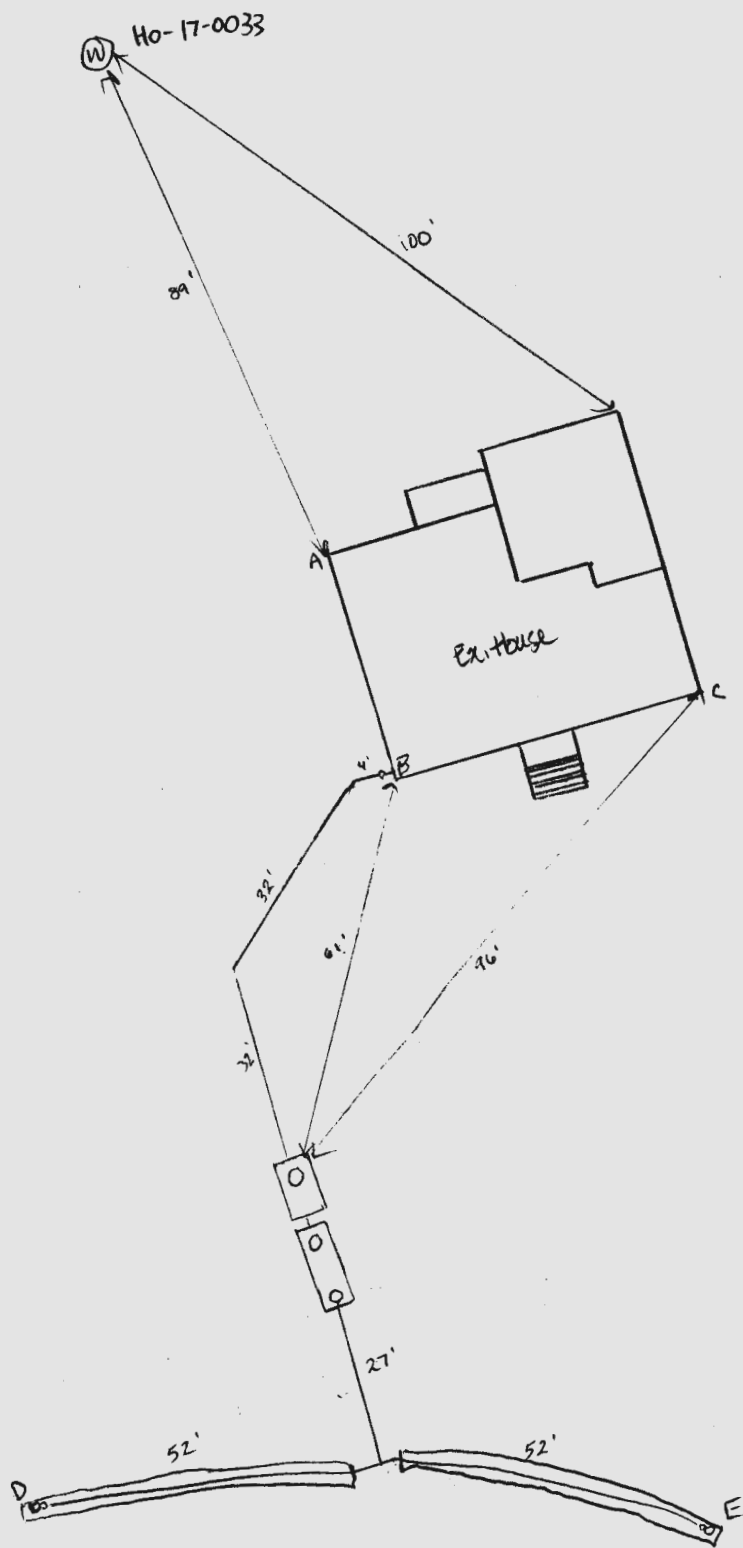 Ho-17-0033
W
100'
89'
A
Ex. House
C
B
4'
32'
61'
96'
32'
27'
52'
52'
D
E